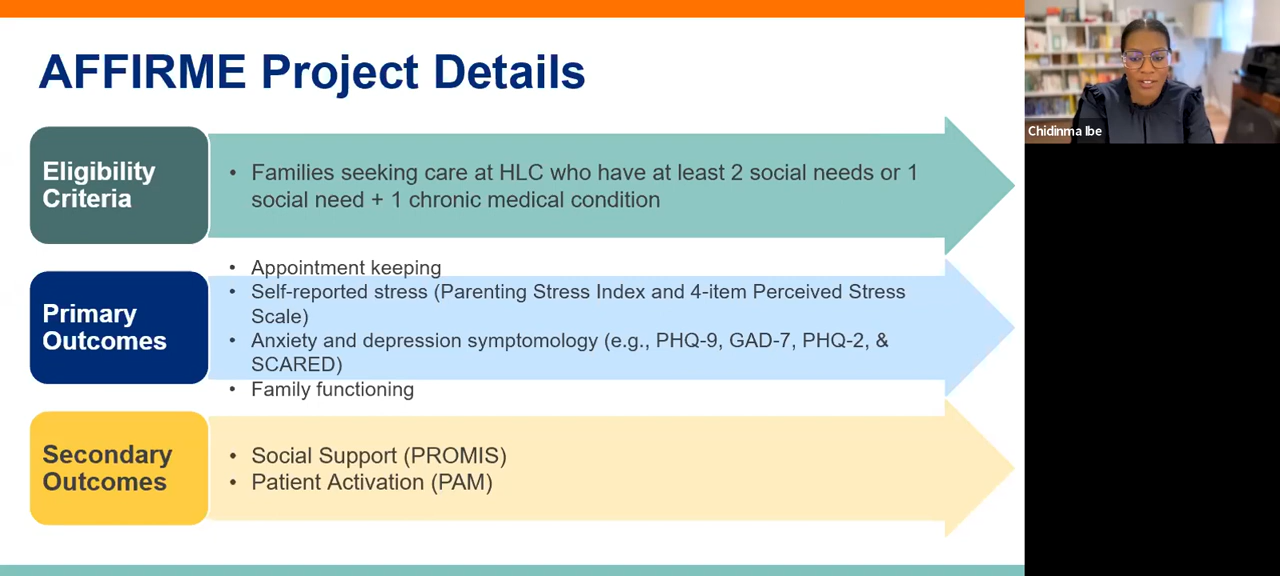 AFFIRME Project Details
Eligibility
Criteria
• Families seeking care at HLC who have at least 2 social needs or 1
social need + 1 chronic medical condition
Primary
Outcomes
• Appointment keeping
• Self-reported stress (Parenting Stress Index and 4-item Perceived Stress
Scale)
• Anxiety and depression symptomology (e.g., PHQ-9, GAD-7, PHQ-2, &
SCARED)
• Family functioning
Secondary
Outcomes
• Social Support (PROMIS)
• Patient Activation (PAM)
Chidinma Ibe